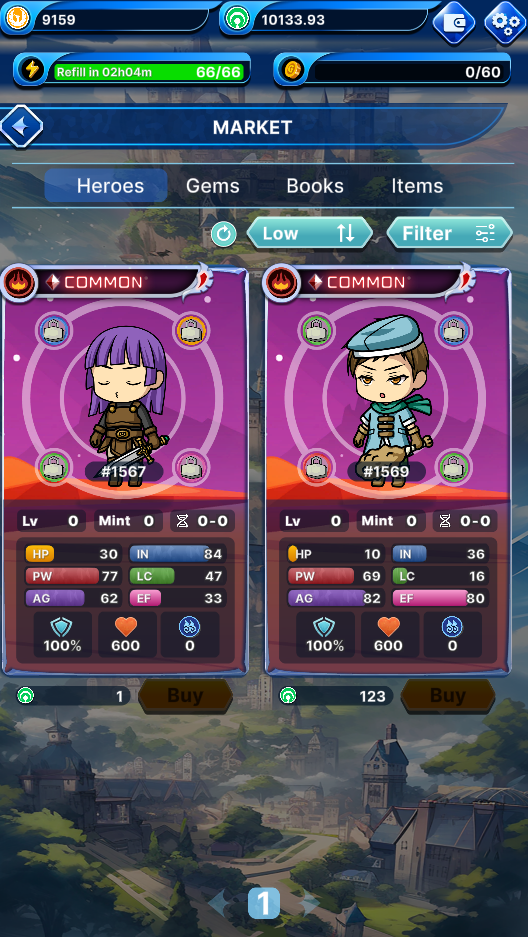 9159 10133.93
Refill in 02h04m 66/66 0/60
MARKET
Heroes Gems Books Items
Low Filter
COMMON COMMON
#1567 #1569
Lv 0 Mint 0 0-0 Lv 0 Mint 0 0-0
HP 30 IN 84 HP 10 IN 36
PW 77 LC 47 PW 69 LC 16
AG 62 EF 33 AG 82 EF 80
100% 600 0 100% 600 0
1 Buy 123 Buy
1